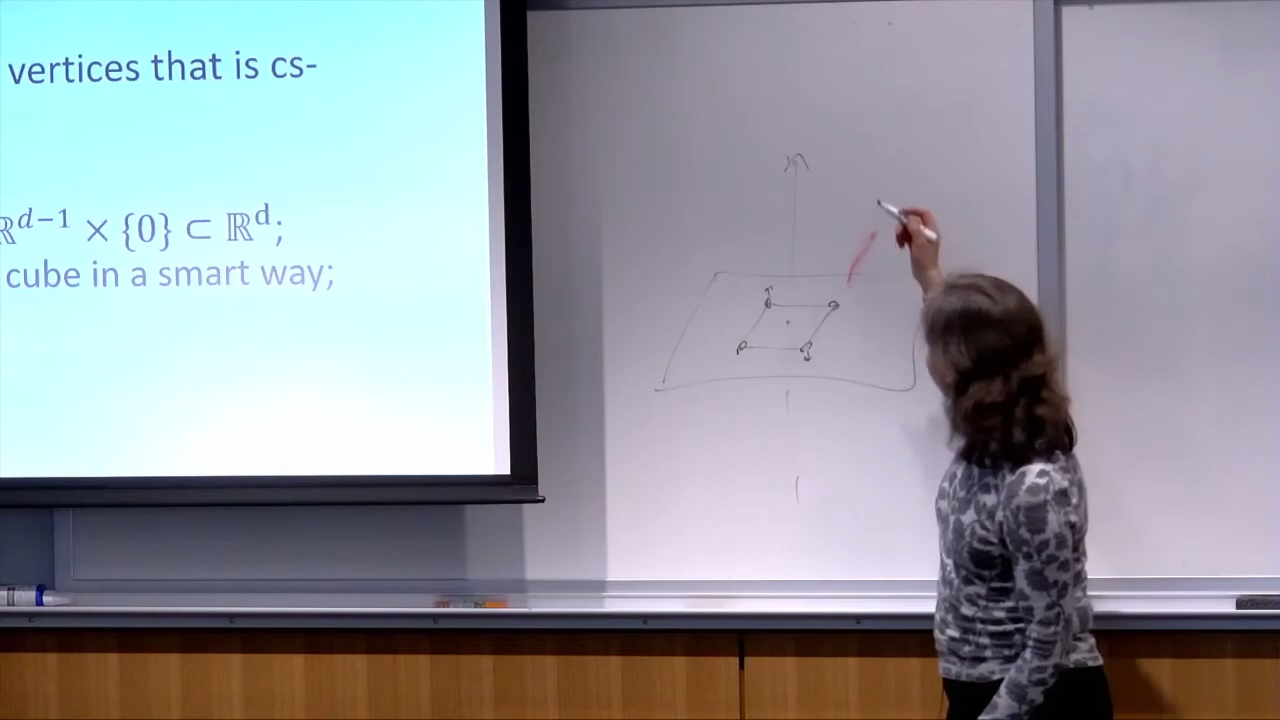 vertices that is cs-
ℝ^{d−1} × {0} ⊂ ℝ^d;
cube in a smart way;